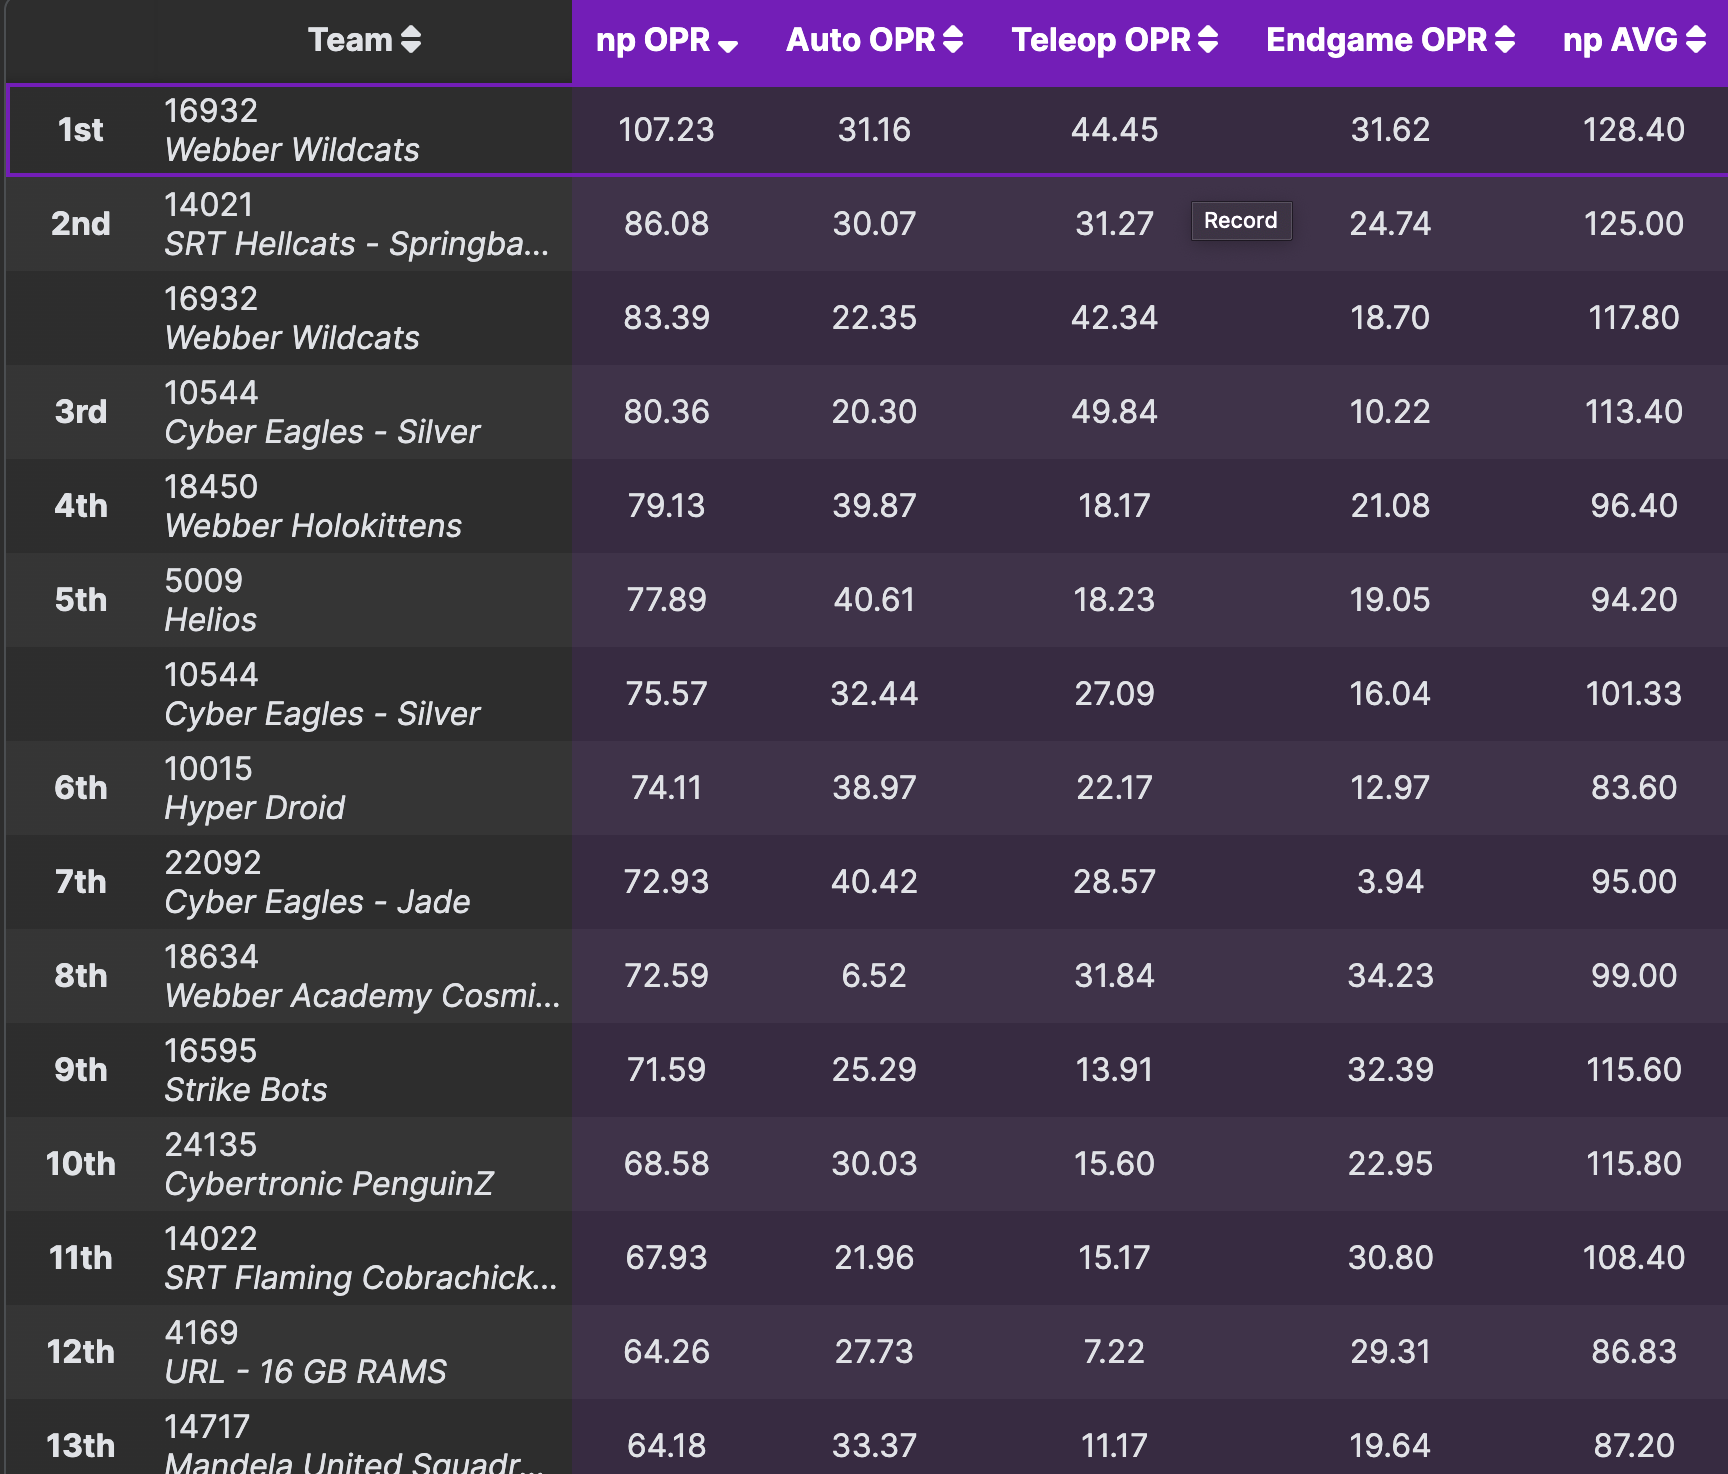 Team np OPR Auto OPR Teleop OPR Endgame OPR np AVG
1st 16932 Webber Wildcats 107.23 31.16 44.45 31.62 128.40
2nd 14021 SRT Hellcats - Springba... 86.08 30.07 31.27 Record 24.74 125.00
16932 Webber Wildcats 83.39 22.35 42.34 18.70 117.80
3rd 10544 Cyber Eagles - Silver 80.36 20.30 49.84 10.22 113.40
4th 18450 Webber Holokittens 79.13 39.87 18.17 21.08 96.40
5th 5009 Helios 77.89 40.61 18.23 19.05 94.20
10544 Cyber Eagles - Silver 75.57 32.44 27.09 16.04 101.33
6th 10015 Hyper Droid 74.11 38.97 22.17 12.97 83.60
7th 22092 Cyber Eagles - Jade 72.93 40.42 28.57 3.94 95.00
8th 18634 Webber Academy Cosmi... 72.59 6.52 31.84 34.23 99.00
9th 16595 Strike Bots 71.59 25.29 13.91 32.39 115.60
10th 24135 Cybertronic PenguinZ 68.58 30.03 15.60 22.95 115.80
11th 14022 SRT Flaming Cobrachick... 67.93 21.96 15.17 30.80 108.40
12th 4169 URL - 16 GB RAMS 64.26 27.73 7.22 29.31 86.83
13th 14717 Mandela United Squadr... 64.18 33.37 11.17 19.64 87.20